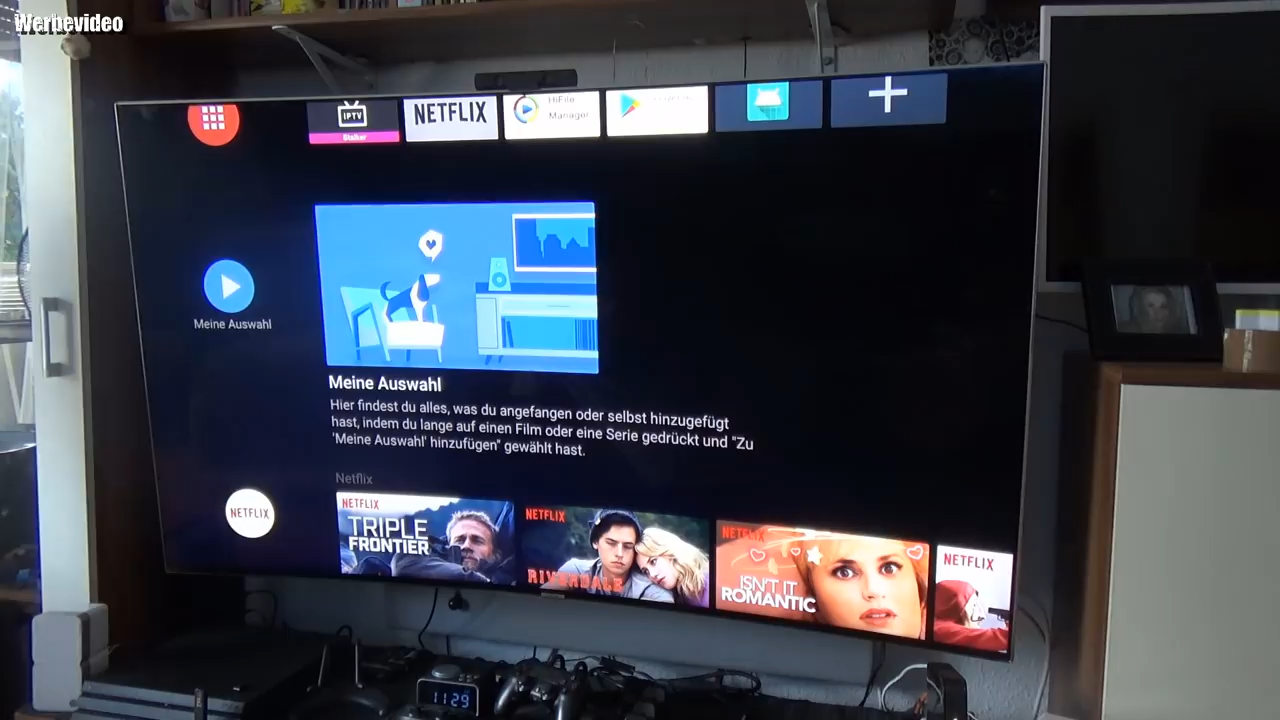 Werbevideo
IPTV
Stalker
NETFLIX
HiFile
Manager
Meine Auswahl
Meine Auswahl
Hier findest du alles, was du angefangen oder selbst hinzugefügt
hast, indem du lange auf einen Film oder eine Serie gedrückt und "Zu
'Meine Auswahl' hinzufügen" gewählt hast.
Netflix
NETFLIX
NETFLIX
TRIPLE
FRONTIER
NETFLIX
RIVERDALE
NETFLIX
ISN'T IT
ROMANTIC
NETFLIX
11:29